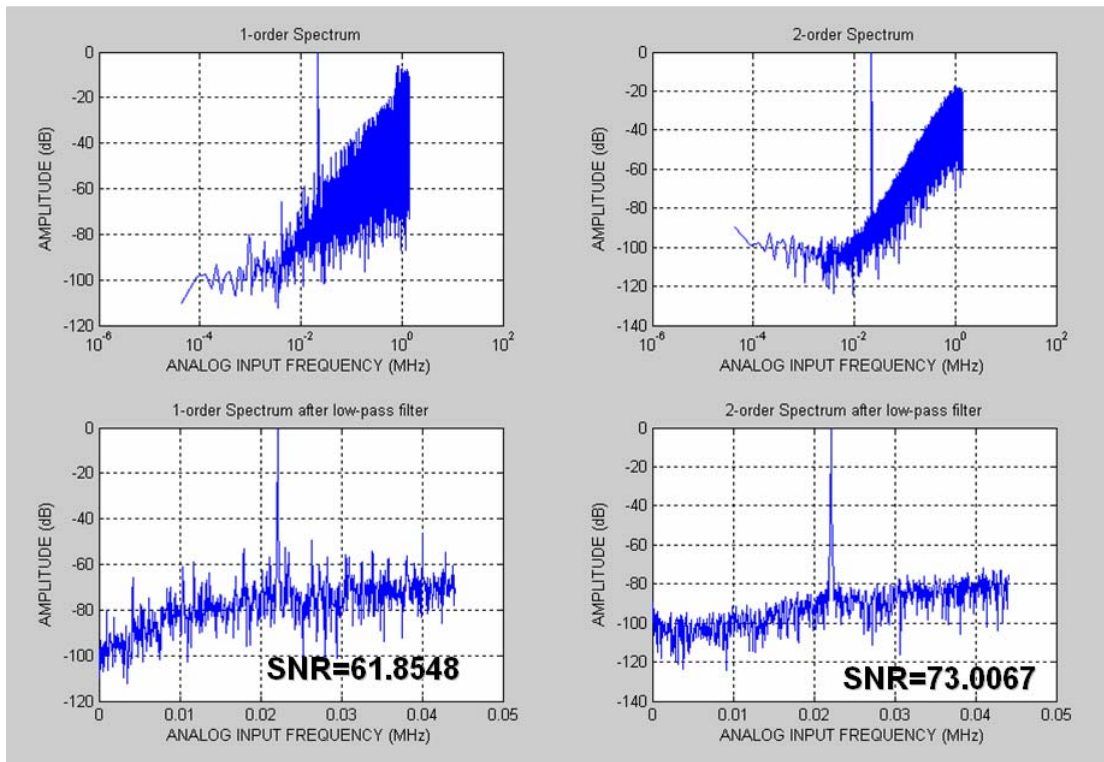 1-order Spectrum
0
-20
-40
-60
-80
-100
-120
AMPLITUDE (dB)
10^-6 10^-4 10^-2 10^0 10^2
ANALOG INPUT FREQUENCY (MHz)
2-order Spectrum
0
-20
-40
-60
-80
-100
-120
-140
AMPLITUDE (dB)
10^-6 10^-4 10^-2 10^0 10^2
ANALOG INPUT FREQUENCY (MHz)
1-order Spectrum after low-pass filter
0
-20
-40
-60
-80
-100
-120
AMPLITUDE (dB)
SNR=61.8548
0 0.01 0.02 0.03 0.04 0.05
ANALOG INPUT FREQUENCY (MHz)
2-order Spectrum after low-pass filter
0
-20
-40
-60
-80
-100
-120
-140
AMPLITUDE (dB)
SNR=73.0067
0 0.01 0.02 0.03 0.04 0.05
ANALOG INPUT FREQUENCY (MHz)